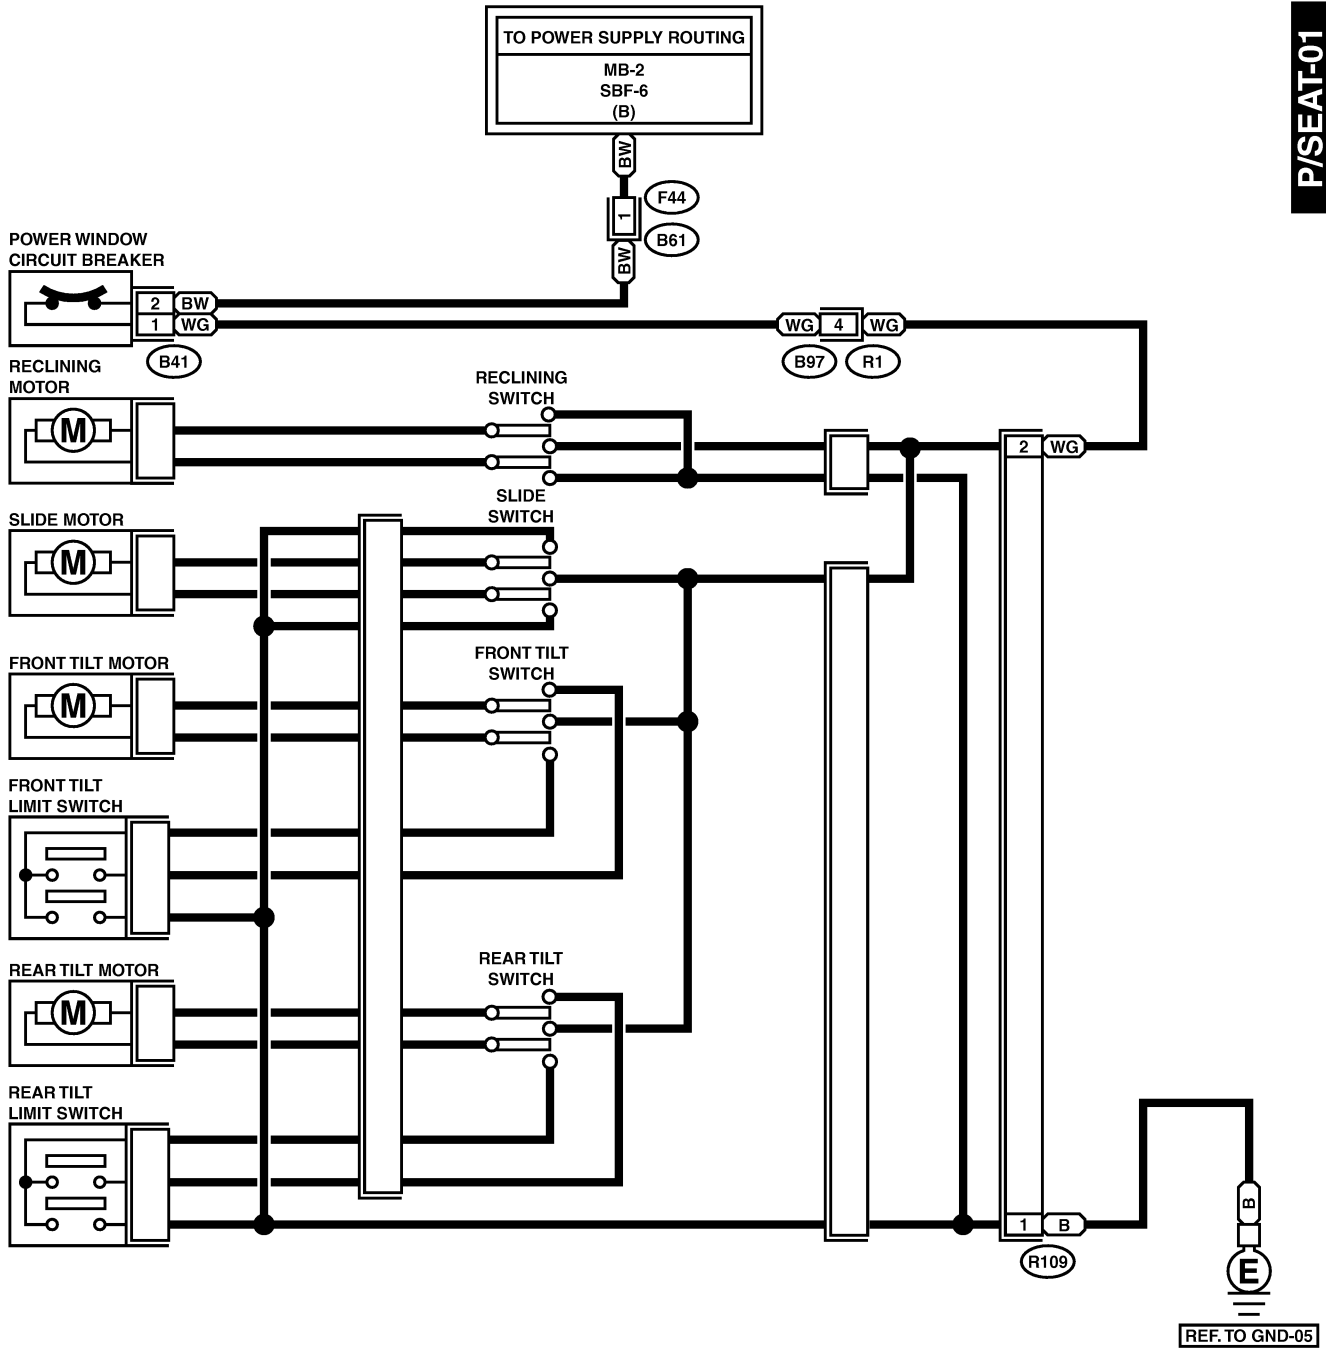 P/SEAT-01
TO POWER SUPPLY ROUTING
MB-2
SBF-6
(B)
BW
1
F44
B61
BW
POWER WINDOW
CIRCUIT BREAKER
2 BW
1 WG
B41
WG 4 WG
B97 R1
RECLINING
MOTOR
M
RECLINING
SWITCH
2 WG
SLIDE
SWITCH
SLIDE MOTOR
M
FRONT TILT MOTOR
M
FRONT TILT
SWITCH
FRONT TILT
LIMIT SWITCH
REAR TILT MOTOR
M
REAR TILT
SWITCH
REAR TILT
LIMIT SWITCH
1 B
R109
B
E
REF. TO GND-05